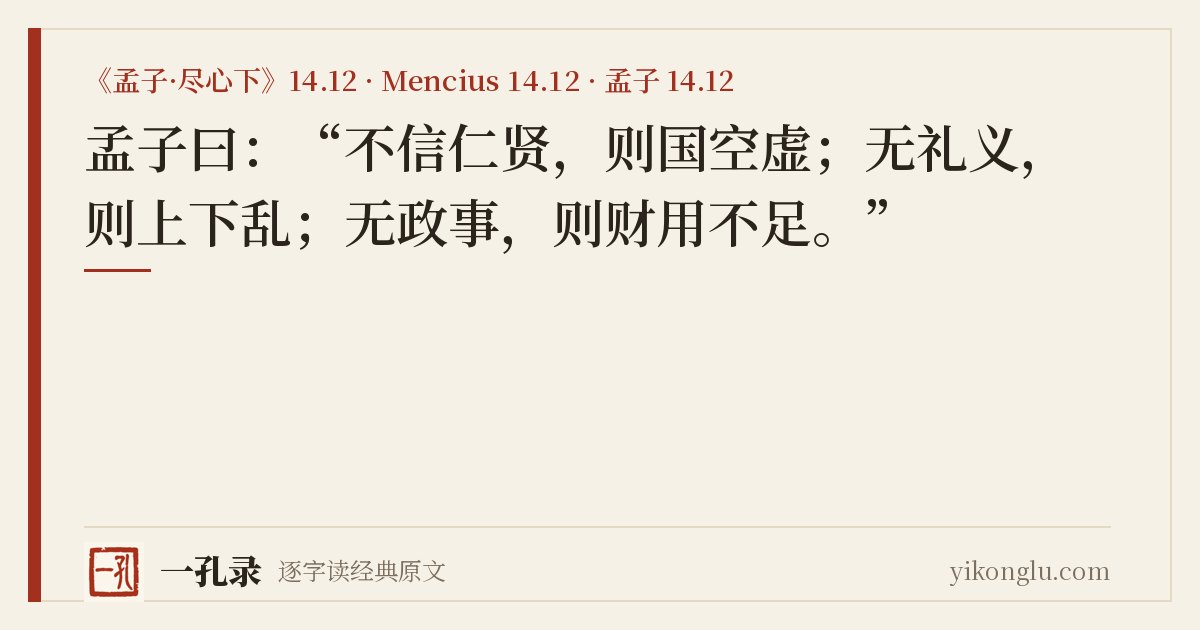 《孟子·尽心下》14.12 · Mencius 14.12 · 孟子 14.12
孟子曰：“不信仁贤，则国空虚；无礼义，
则上下乱；无政事，则财用不足。”
一孔
一孔录 逐字读经典原文 yikonglu.com